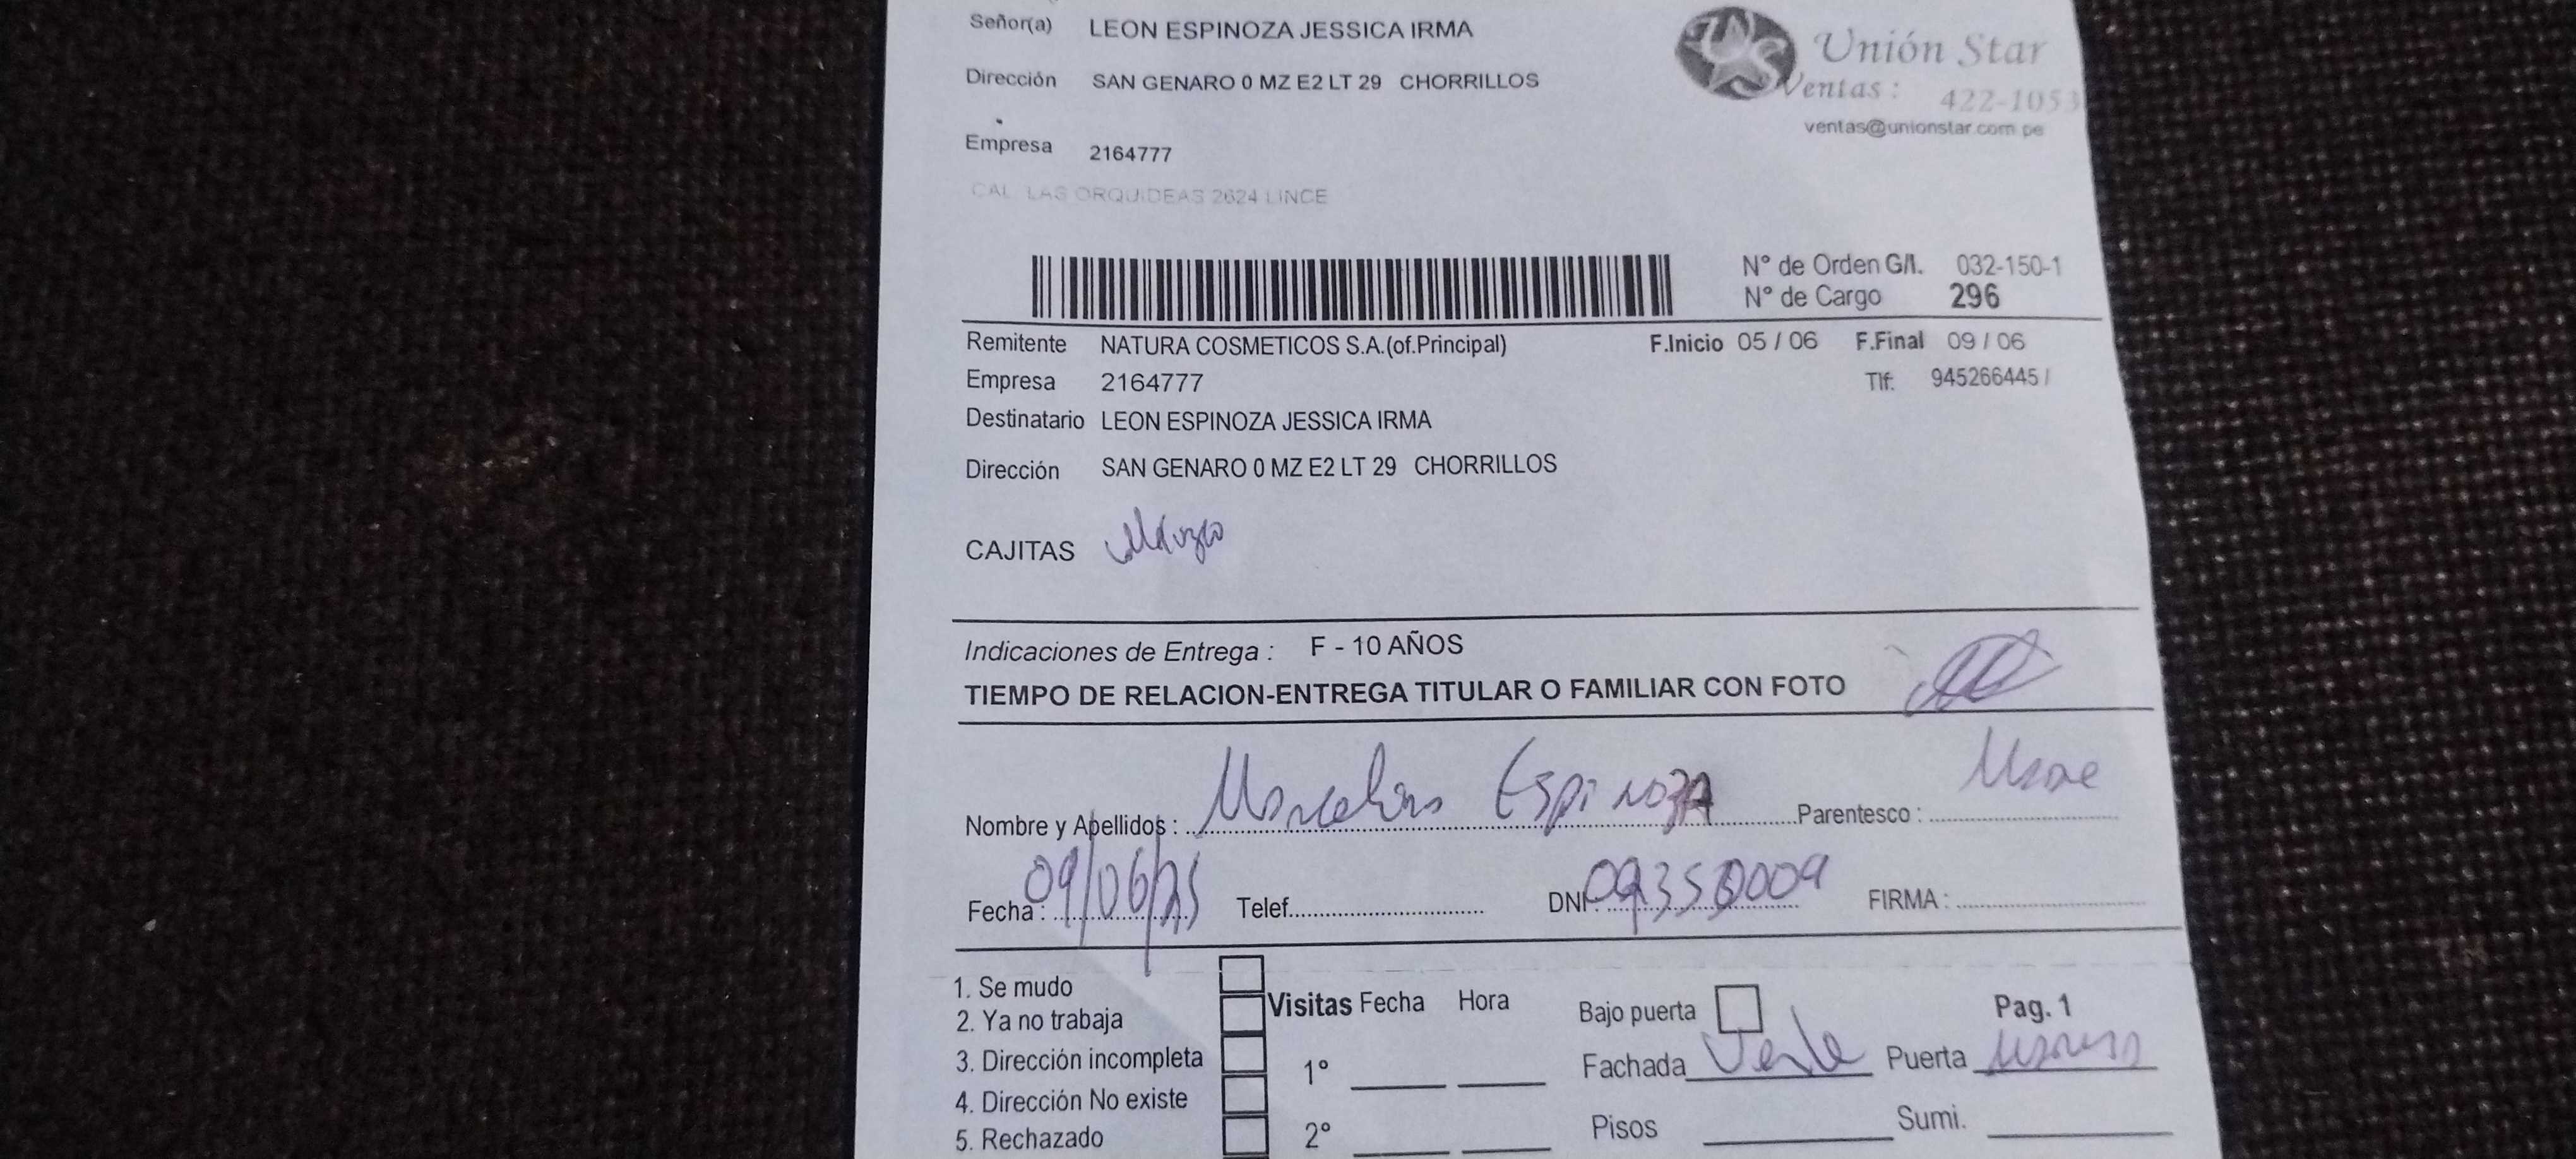 Señor(a) LEON ESPINOZA JESSICA IRMA
Unión Star
Dirección SAN GENARO 0 MZ E2 LT 29 CHORRILLOS
Ventas : 422-1053
ventas@unionstar.com.pe
Empresa 2164777
CAL LAS ORQUIDEAS 2624 LINCE
N° de Orden G/I. 032-150-1
N° de Cargo 296
Remitente NATURA COSMETICOS S.A.(of.Principal) F.Inicio 05 / 06 F.Final 09 / 06
Empresa 2164777 Tlf: 945266445 /
Destinatario LEON ESPINOZA JESSICA IRMA
Dirección SAN GENARO 0 MZ E2 LT 29 CHORRILLOS
CAJITAS
Indicaciones de Entrega : F - 10 AÑOS
TIEMPO DE RELACION-ENTREGA TITULAR O FAMILIAR CON FOTO
Nombre y Apellidos : Espinoza Parentesco :
Fecha : 09/06/25 Telef. DNI: FIRMA :
1. Se mudo
2. Ya no trabaja
3. Dirección incompleta
4. Dirección No existe
5. Rechazado
Visitas Fecha Hora
1°
2°
Bajo puerta Pag. 1
Fachada Verde Puerta
Pisos Sumi.